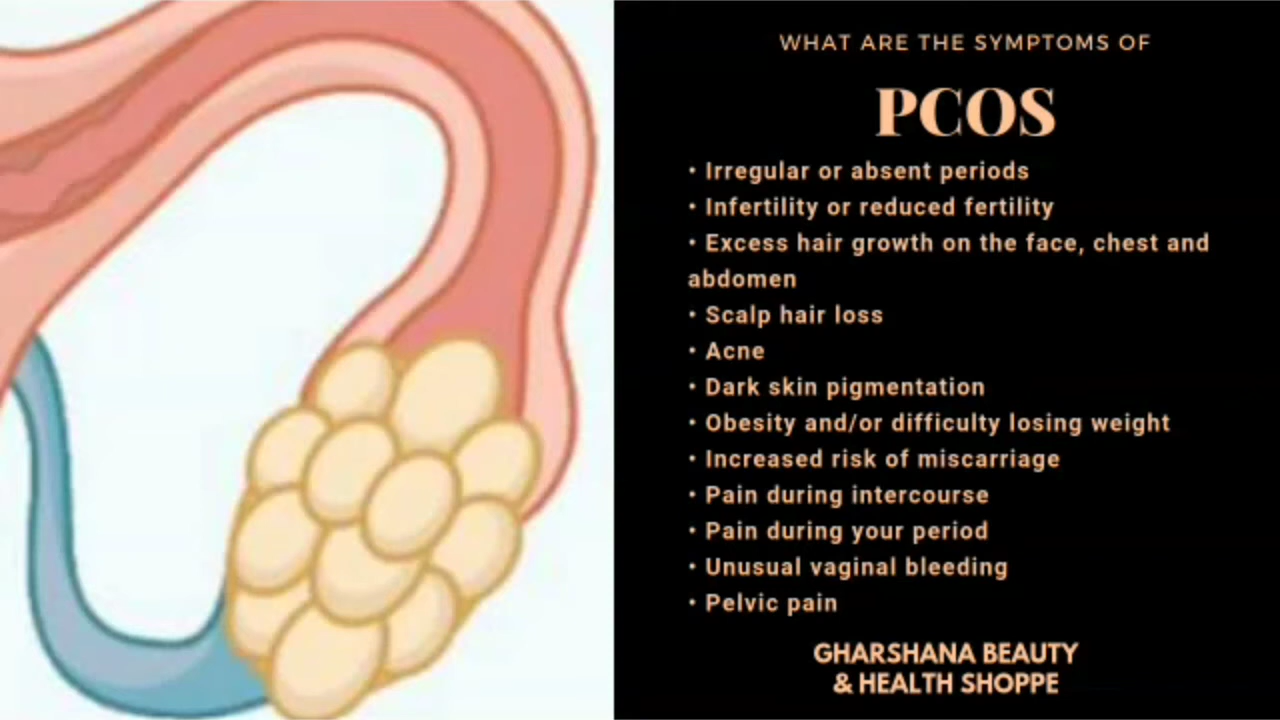 WHAT ARE THE SYMPTOMS OF
PCOS
• Irregular or absent periods
• Infertility or reduced fertility
• Excess hair growth on the face, chest and
abdomen
• Scalp hair loss
• Acne
• Dark skin pigmentation
• Obesity and/or difficulty losing weight
• Increased risk of miscarriage
• Pain during intercourse
• Pain during your period
• Unusual vaginal bleeding
• Pelvic pain
GHARSHANA BEAUTY
& HEALTH SHOPPE